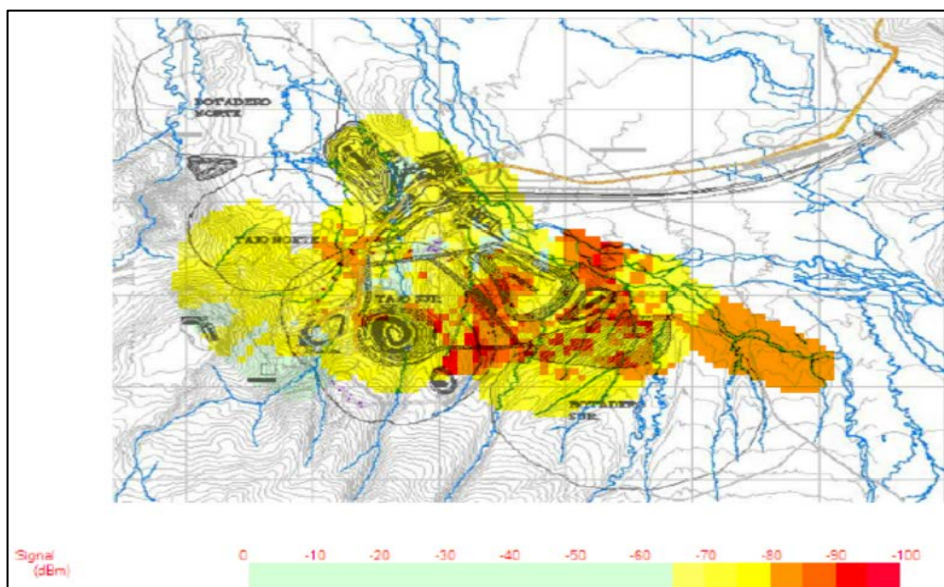 BOTADERO
NORTE
TAJO NORTE
TAJO SUR
BOTADERO
SUR
Signal
(dBm)
0 -10 -20 -30 -40 -50 -60 -70 -80 -90 -100